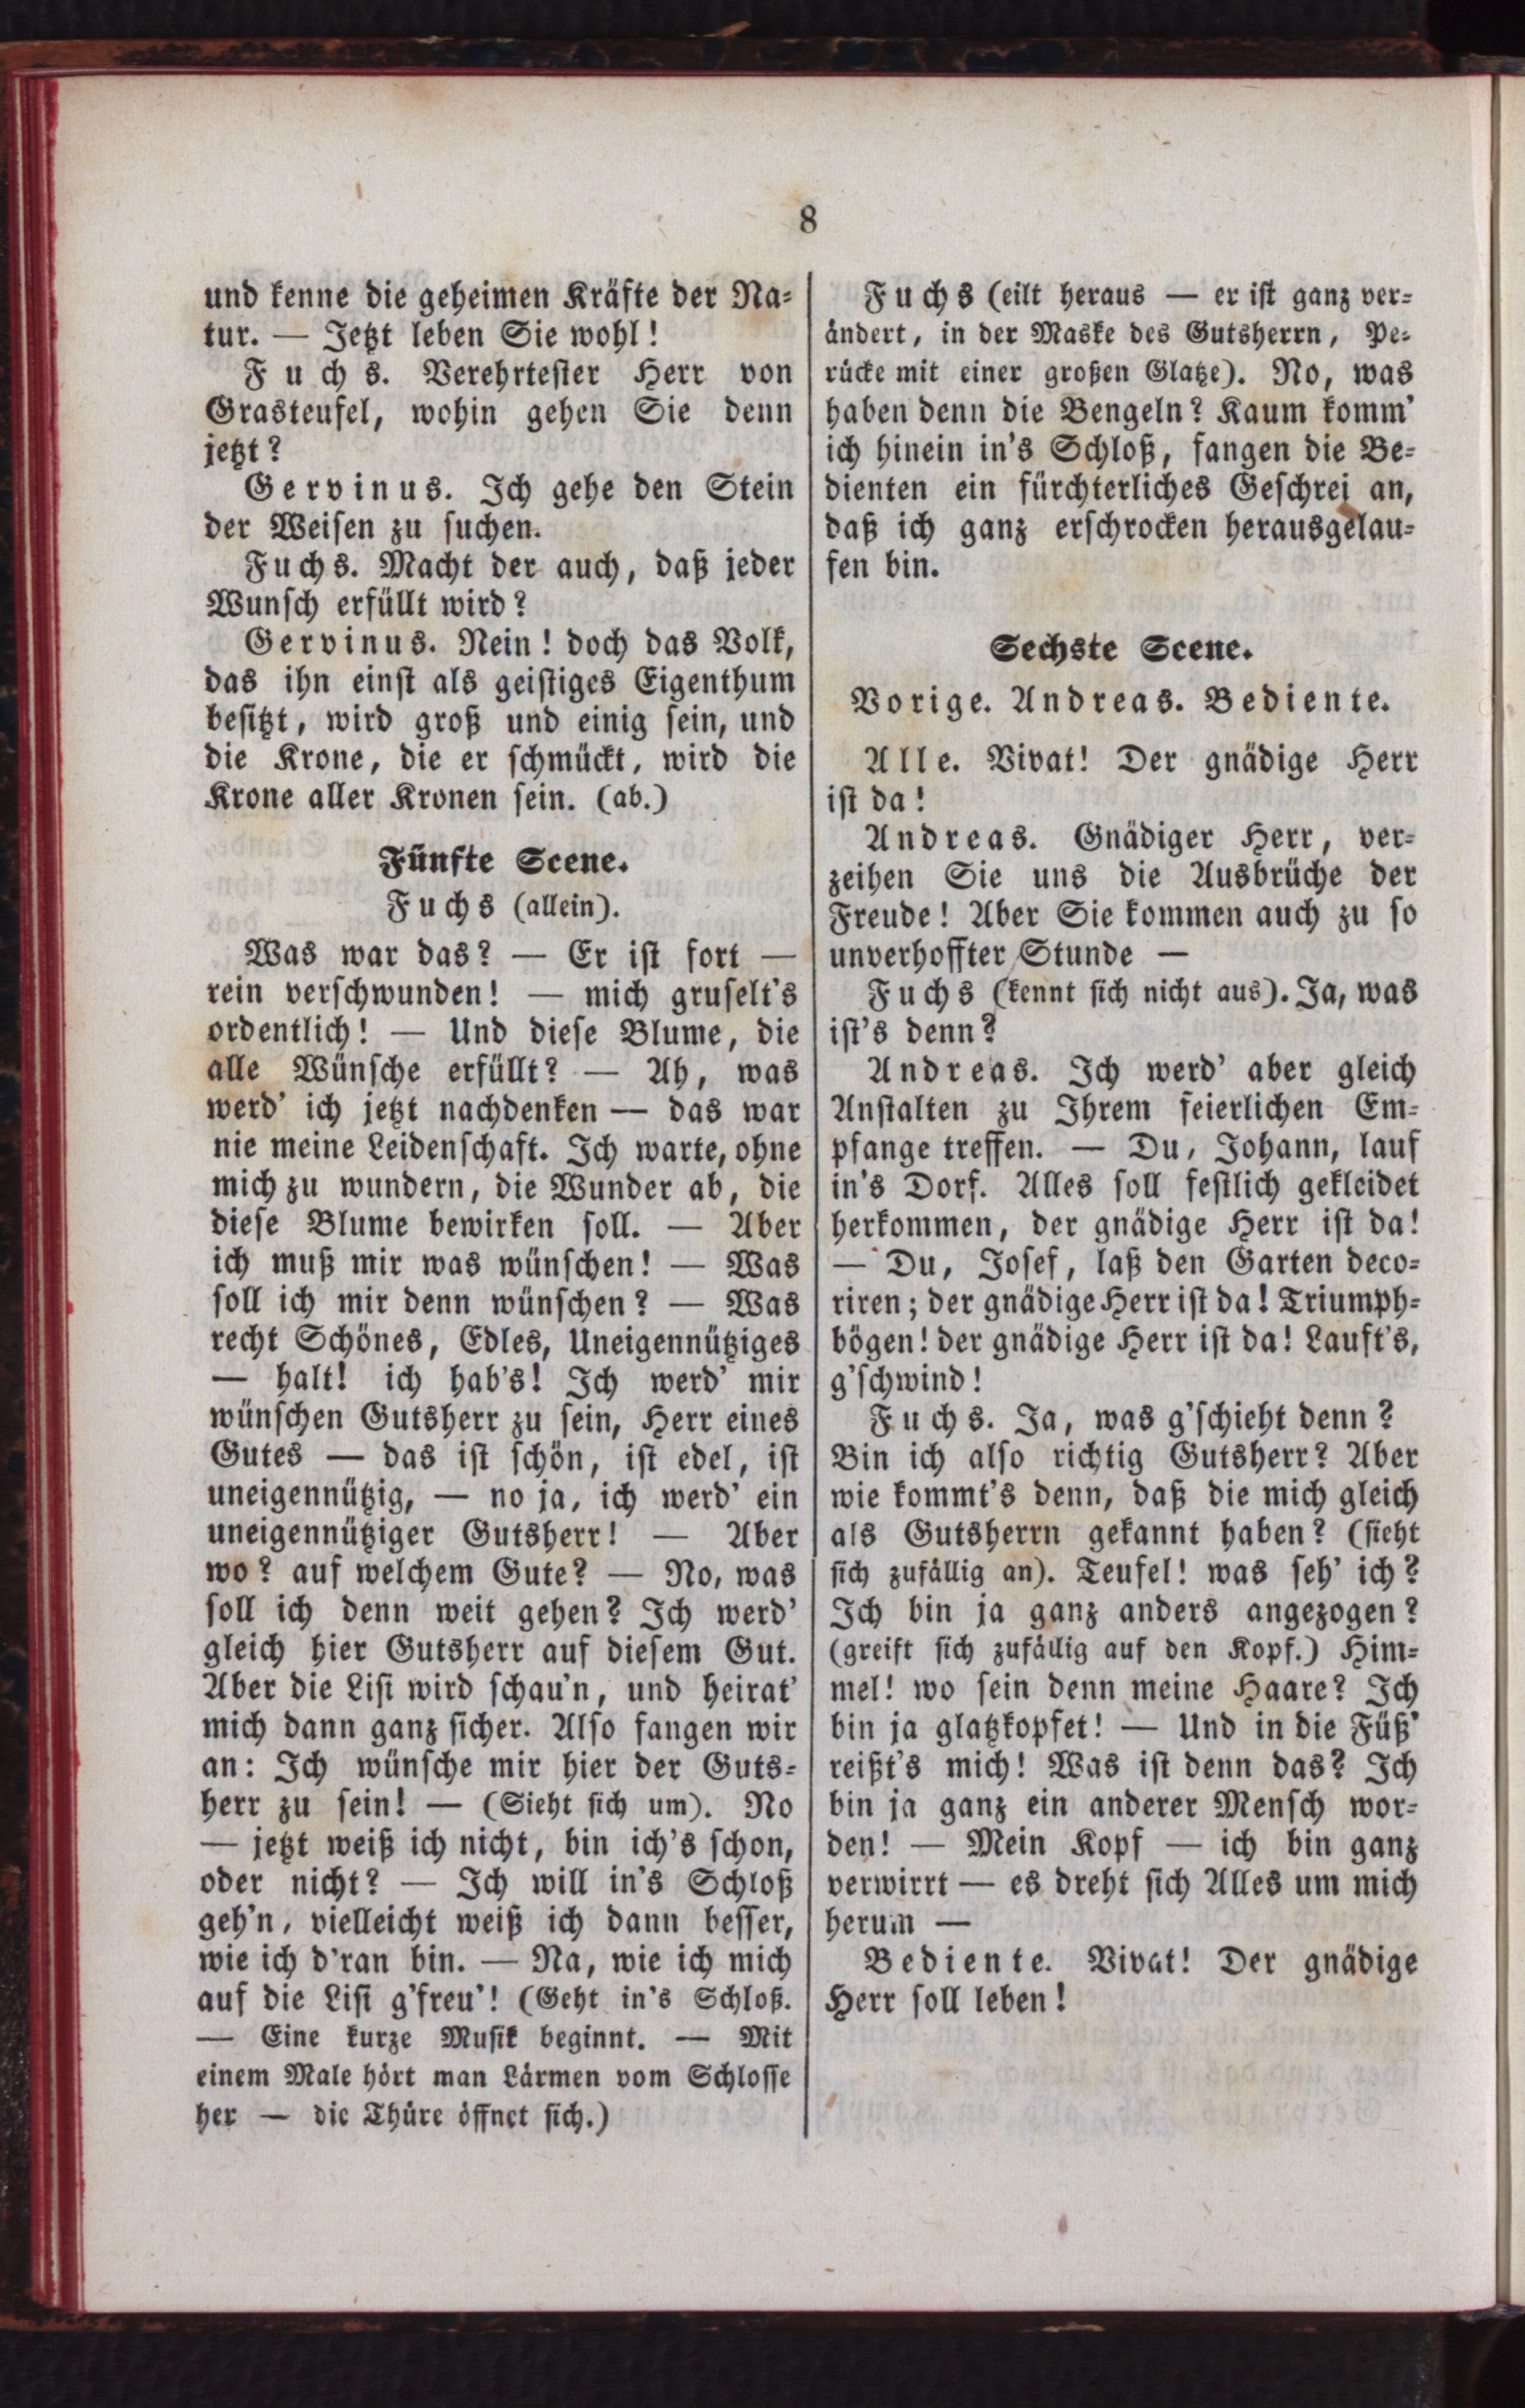 8
und kenne die geheimen Kräfte der Na-
tur. — Jetzt leben Sie wohl!
Fuchs. Verehrtester Herr von
Grasteufel, wohin gehen Sie denn
jetzt?
Gervinus. Ich gehe den Stein
der Weisen zu suchen.
Fuchs. Macht der auch, daß jeder
Wunsch erfüllt wird?
Gervinus. Nein! doch das Volk,
das ihn einst als geistiges Eigenthum
besitzt, wird groß und einig sein, und
die Krone, die er schmückt, wird die
Krone aller Kronen sein. (ab.)
Fünfte Scene.
Fuchs (allein).
Was war das? — Er ist fort —
rein verschwunden! — mich gruselt's
ordentlich! — Und diese Blume, die
alle Wünsche erfüllt? — Ah, was
werd' ich jetzt nachdenken — das war
nie meine Leidenschaft. Ich warte, ohne
mich zu wundern, die Wunder ab, die
diese Blume bewirken soll. — Aber
ich muß mir was wünschen! — Was
soll ich mir denn wünschen? — Was
recht Schönes, Edles, Uneigennütziges
— halt! ich hab's! Ich werd' mir
wünschen Gutsherr zu sein, Herr eines
Gutes — das ist schön, ist edel, ist
uneigennützig, — no ja, ich werd' ein
uneigennütziger Gutsherr! — Aber
wo? auf welchem Gute? — No, was
soll ich denn weit gehen? Ich werd'
gleich hier Gutsherr auf diesem Gut.
Aber die Lisi wird schau'n, und heirat'
mich dann ganz sicher. Also fangen wir
an: Ich wünsche mir hier der Guts-
herr zu sein! — (Sieht sich um). No
— jetzt weiß ich nicht, bin ich's schon,
oder nicht? — Ich will in's Schloß
geh'n, vielleicht weiß ich dann besser,
wie ich d'ran bin. — Na, wie ich mich
auf die Lisi g'freu'! (Geht in's Schloß.
— Eine kurze Musik beginnt. — Mit
einem Male hört man Lärmen vom Schlosse
her — die Thüre öffnet sich.)
Fuchs (eilt heraus — er ist ganz ver-
ändert, in der Maske des Gutsherrn, Pe-
rücke mit einer großen Glatze). No, was
haben denn die Bengeln? Kaum komm'
ich hinein in's Schloß, fangen die Be-
dienten ein fürchterliches Geschrei an,
daß ich ganz erschrocken herausgelau-
fen bin.
Sechste Scene.
Vorige. Andreas. Bediente.
Alle. Vivat! Der gnädige Herr
ist da!
Andreas. Gnädiger Herr, ver-
zeihen Sie uns die Ausbrüche der
Freude! Aber Sie kommen auch zu so
unverhoffter Stunde —
Fuchs (kennt sich nicht aus). Ja, was
ist's denn?
Andreas. Ich werd' aber gleich
Anstalten zu Ihrem feierlichen Em-
pfange treffen. — Du, Johann, lauf
in's Dorf. Alles soll festlich gekleidet
herkommen, der gnädige Herr ist da!
— Du, Josef, laß den Garten deco-
riren; der gnädige Herr ist da! Triumph-
bögen! der gnädige Herr ist da! Lauft's,
g'schwind!
Fuchs. Ja, was g'schieht denn?
Bin ich also richtig Gutsherr? Aber
wie kommt's denn, daß die mich gleich
als Gutsherrn gekannt haben? (sieht
sich zufällig an). Teufel! was seh' ich?
Ich bin ja ganz anders angezogen?
(greift sich zufällig auf den Kopf.) Him-
mel! wo sein denn meine Haare? Ich
bin ja glatzkopfet! — Und in die Füß'
reißt's mich! Was ist denn das? Ich
bin ja ganz ein anderer Mensch wor-
den! — Mein Kopf — ich bin ganz
verwirrt — es dreht sich Alles um mich
herum —
Bediente. Vivat! Der gnädige
Herr soll leben!